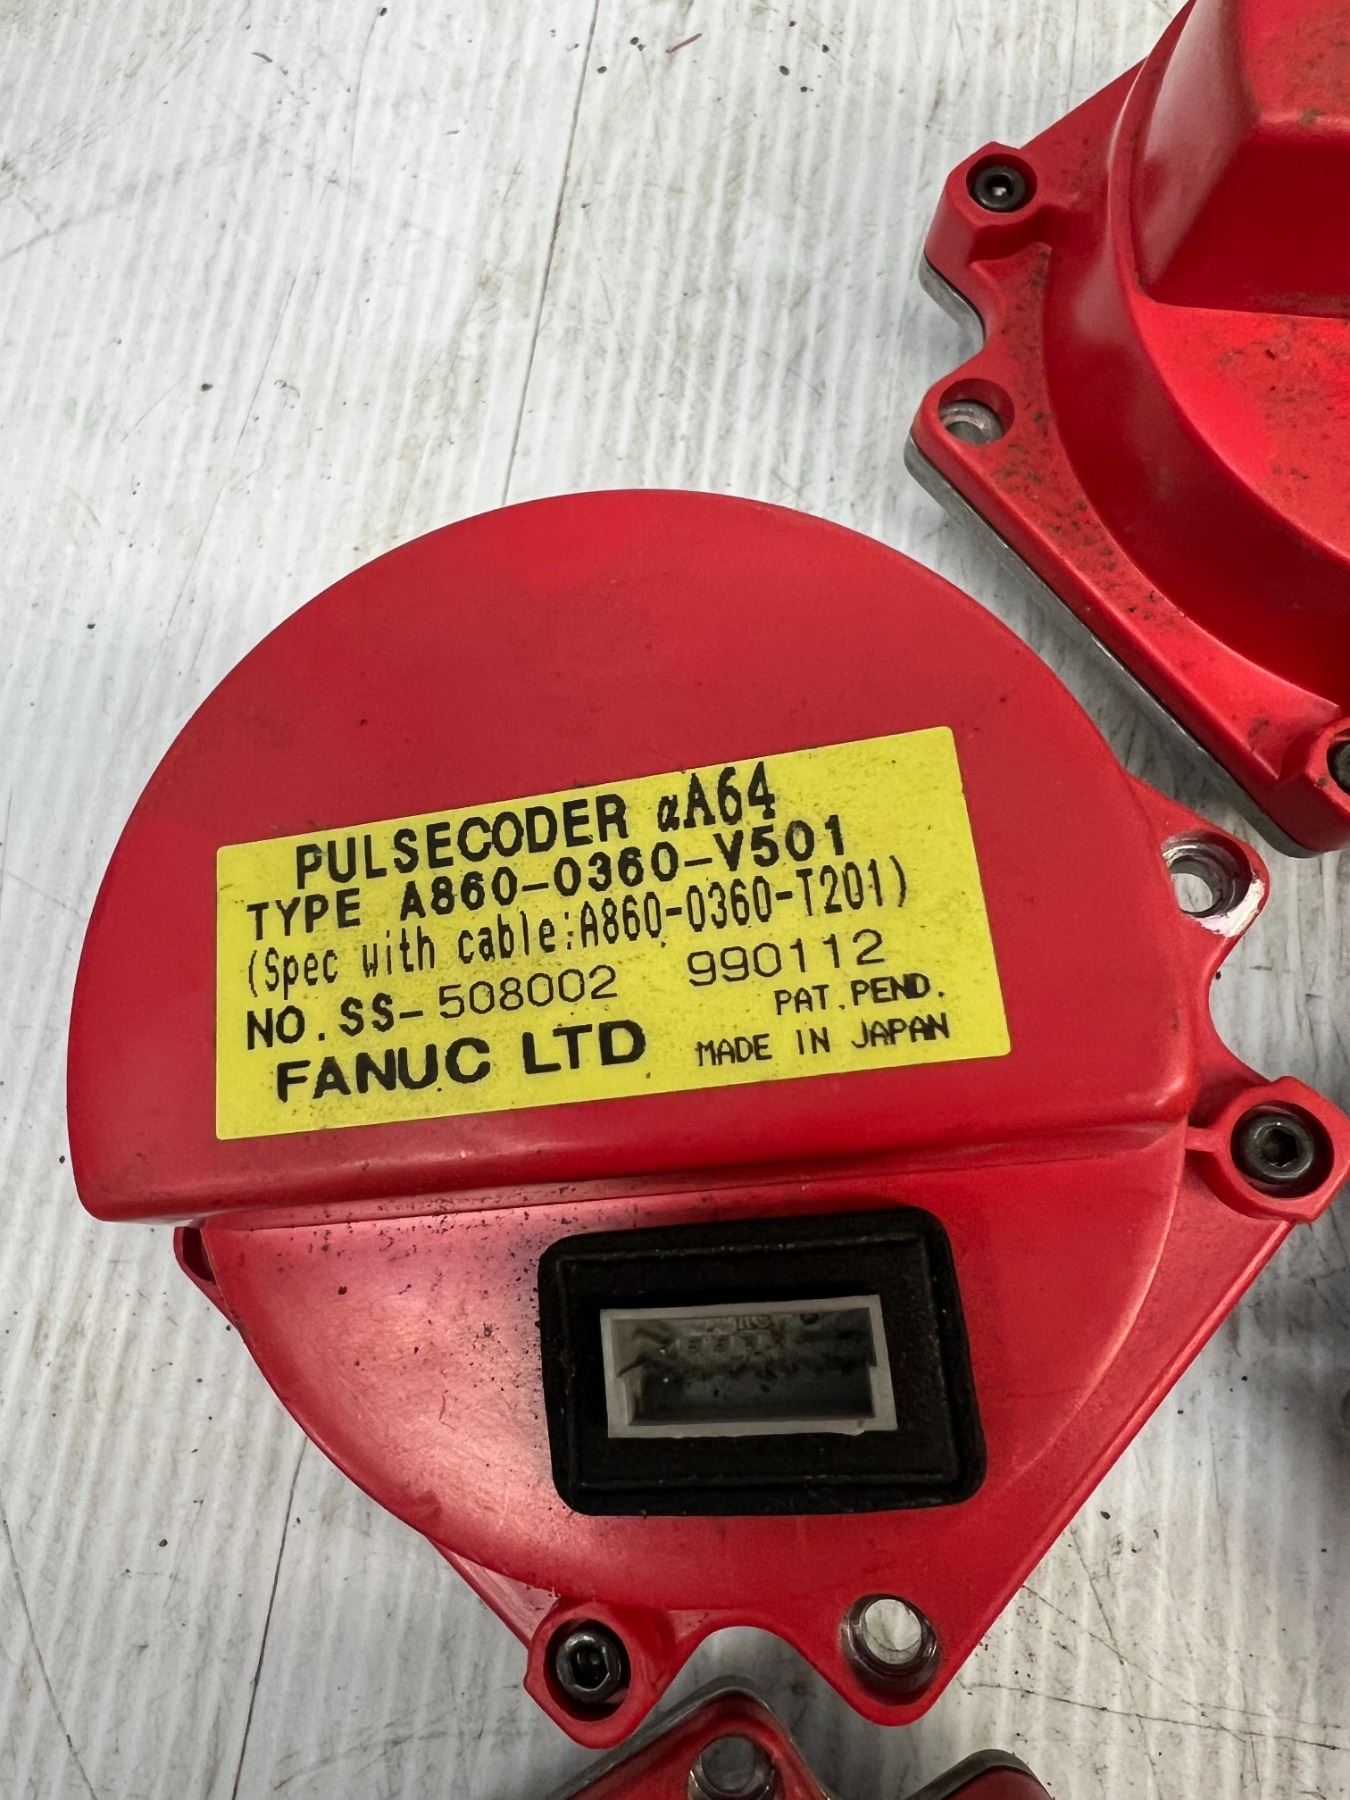 PULSECODER αA64
TYPE A860-0360-V501
(Spec with cable:A860-0360-T201)
NO.SS-508002 990112
PAT.PEND.
FANUC LTD MADE IN JAPAN